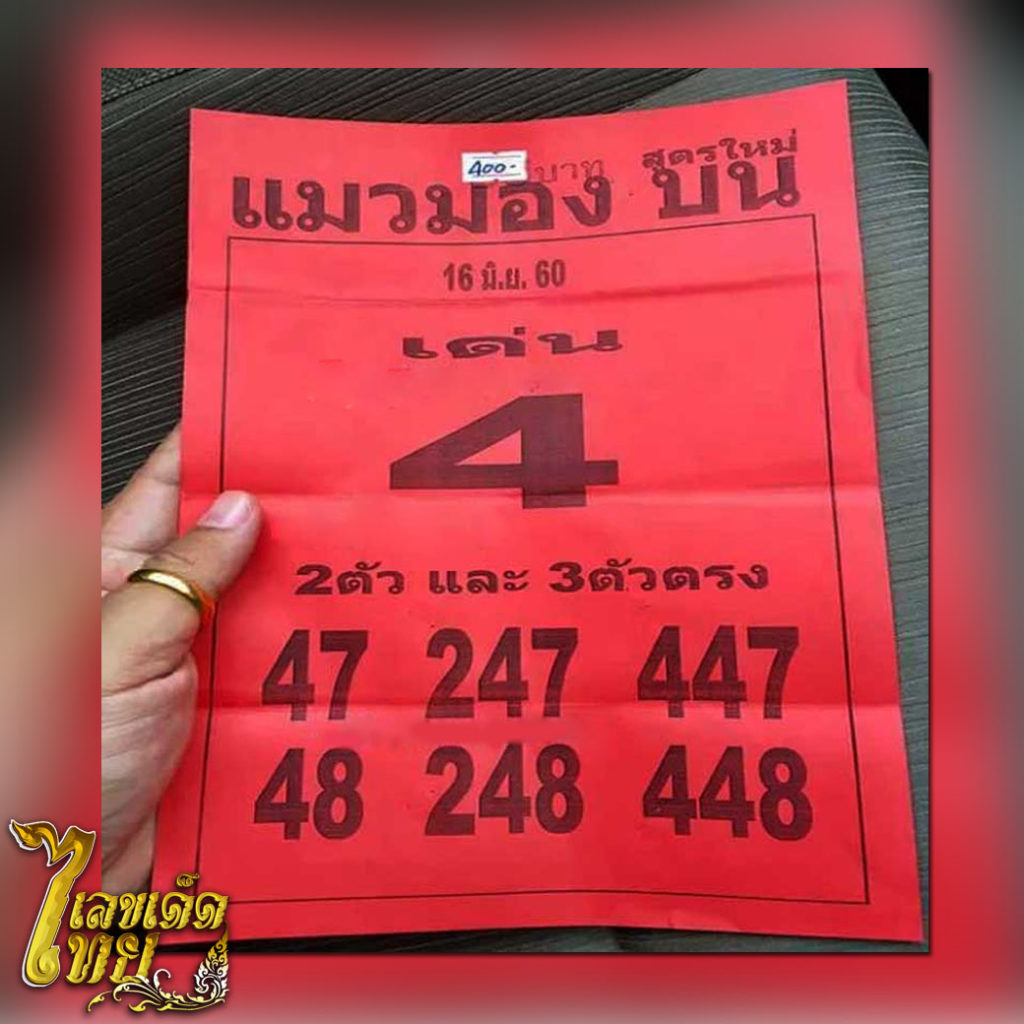 400- บาท สูตรใหม่
แมวมอง บน
16 มิ.ย. 60
เด่น
4
2ตัว และ 3ตัวตรง
47 247 447
48 248 448
เลขเด็ด
ไทย